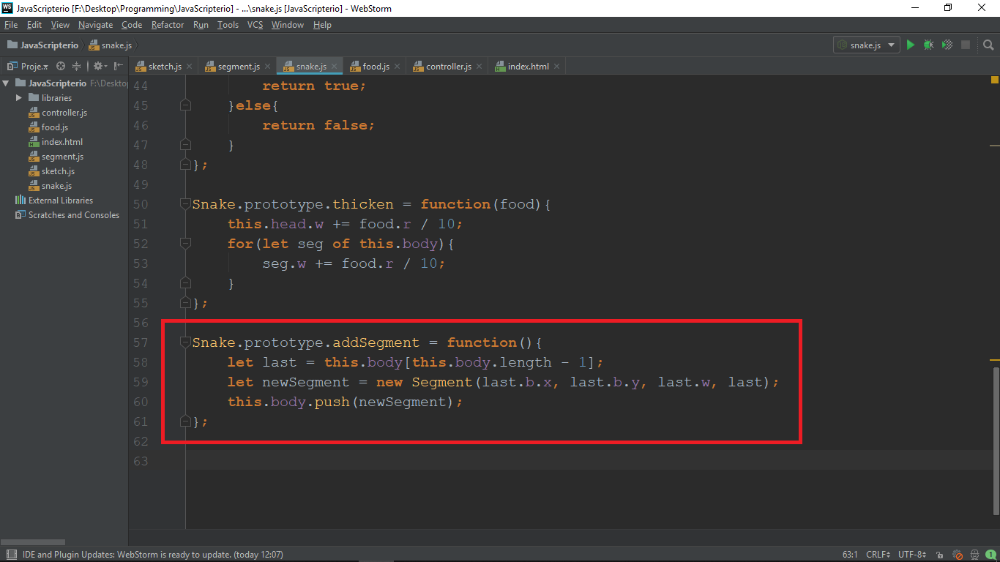 JavaScripterio [F:\Desktop\Programming\JavaScripterio] - ...\snake.js [JavaScripterio] - WebStorm
File Edit View Navigate Code Refactor Run Tools VCS Window Help
JavaScripterio snake.js snake.js
Proje.. sketch.js segment.js snake.js food.js controller.js index.html
JavaScripterio F:\Desktop
libraries
controller.js
food.js
index.html
segment.js
sketch.js
snake.js
External Libraries
Scratches and Consoles
44 return true;
45 }else{
46 return false;
47 }
48 };
49
50 Snake.prototype.thicken = function(food){
51 this.head.w += food.r / 10;
52 for(let seg of this.body){
53 seg.w += food.r / 10;
54 }
55 };
56
57 Snake.prototype.addSegment = function(){
58 let last = this.body[this.body.length - 1];
59 let newSegment = new Segment(last.b.x, last.b.y, last.w, last);
60 this.body.push(newSegment);
61 };
62
63
IDE and Plugin Updates: WebStorm is ready to update. (today 12:07) 63:1 CRLF UTF-8 1